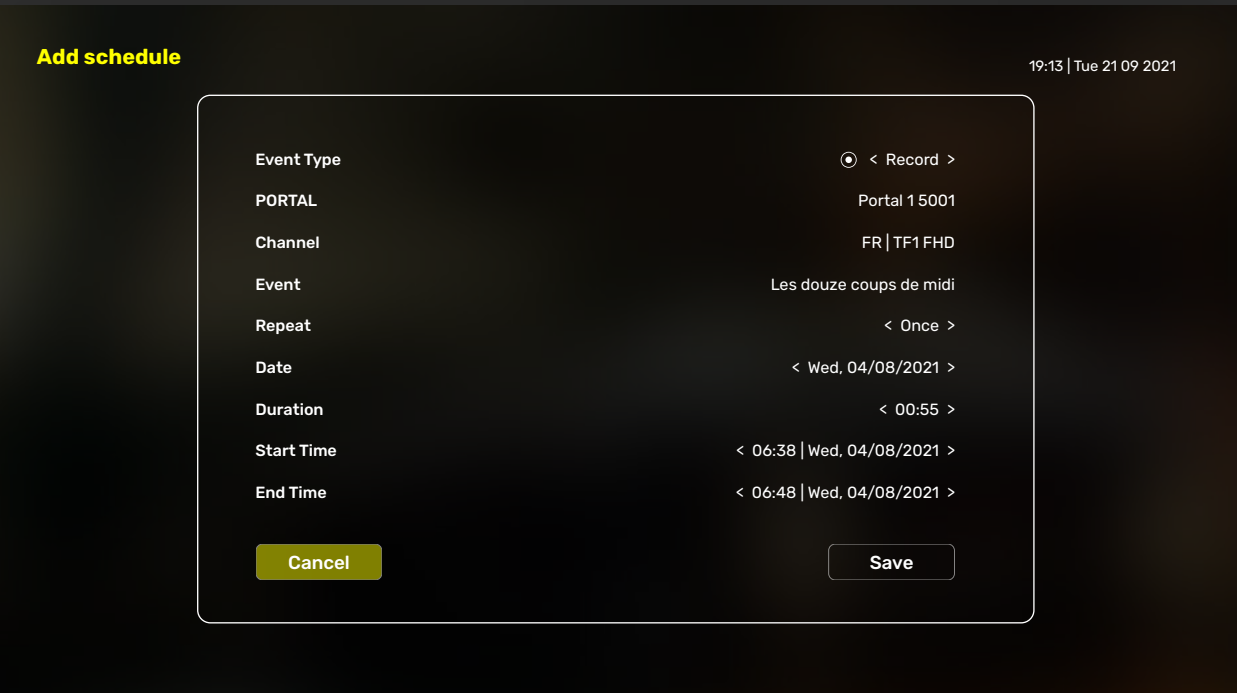 Add schedule
19:13 | Tue 21 09 2021
Event Type < Record >
PORTAL Portal 1 5001
Channel FR | TF1 FHD
Event Les douze coups de midi
Repeat < Once >
Date < Wed, 04/08/2021 >
Duration < 00:55 >
Start Time < 06:38 | Wed, 04/08/2021 >
End Time < 06:48 | Wed, 04/08/2021 >
Cancel Save